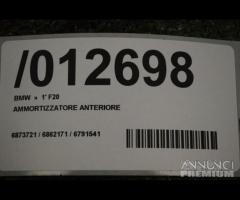 /012698
BMW » 1' F20
AMMORTIZZATORE ANTERIORE
6873721 / 6862171 / 6791541
ANNUNCI
PREMIUM